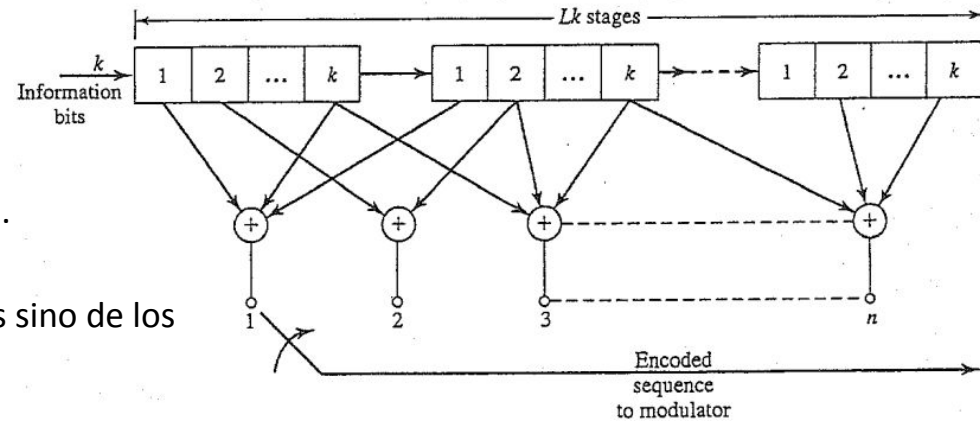 Lk stages
k
Information
bits
1 2 ... k 1 2 ... k 1 2 ... k
.
+ + + +
s sino de los
1 2 3 n
Encoded
sequence
to modulator